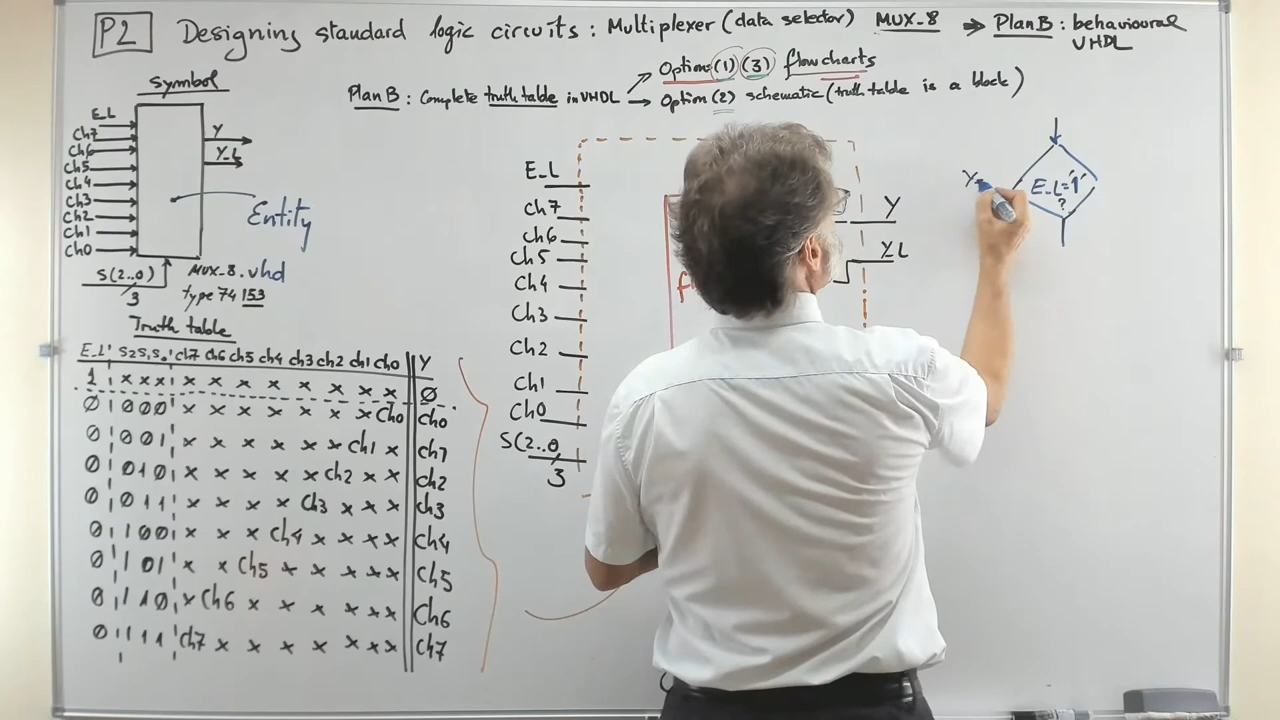 P2 Designing standard logic circuits : Multiplexer (data selector) MUX_8 ⇒ Plan B : behavioural VHDL
Plan B : Complete truth table in VHDL → Option (1) (3) flowcharts
→ Option (2) schematic (truth table is a block)
Symbol
E_L
Ch7
Ch6
Ch5
Ch4
Ch3
Ch2
Ch1
Ch0
S(2..0)
3
Y
Y_L
Entity
MUX_8.vhd
type 74 153
Truth table
E_L S2 S1 S0 Ch7 Ch6 Ch5 Ch4 Ch3 Ch2 Ch1 Ch0 Y
1 x x x x x x x x x x x 0
0 0 0 0 x x x x x x x Ch0 Ch0
0 0 0 1 x x x x x x Ch1 x Ch1
0 0 1 0 x x x x x Ch2 x x Ch2
0 0 1 1 x x x x Ch3 x x x Ch3
0 1 0 0 x x x Ch4 x x x x Ch4
0 1 0 1 x x Ch5 x x x x x Ch5
0 1 1 0 x Ch6 x x x x x x Ch6
0 1 1 1 Ch7 x x x x x x x Ch7
E_L
Ch7
Ch6
Ch5
Ch4
Ch3
Ch2
Ch1
Ch0
S(2..0
3
Y
Y_L
E_L='1'
?
Y